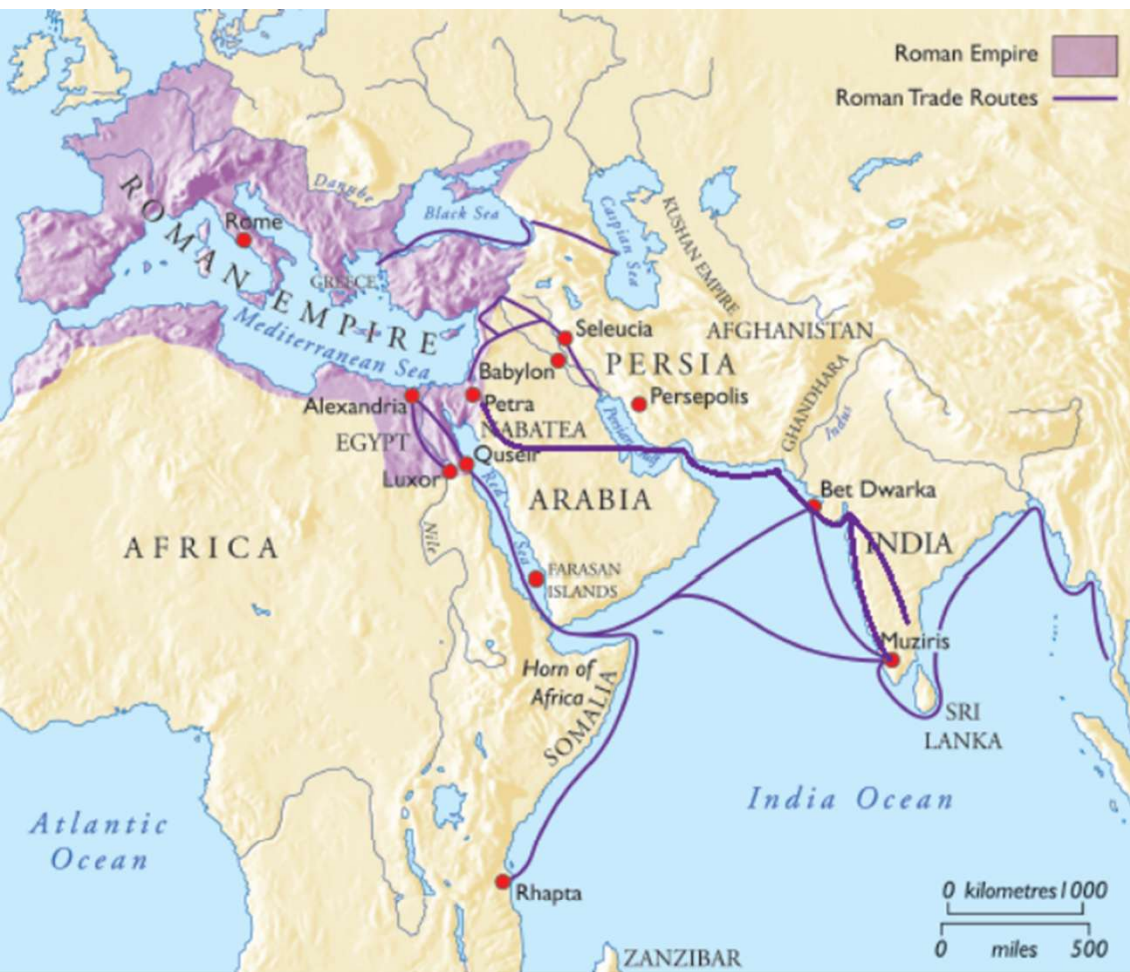 Roman Empire
Roman Trade Routes
Danube
Black Sea
Caspian Sea
KUSHAN EMPIRE
Rome
ROMAN EMPIRE
GREECE
Mediterranean Sea
Seleucia
AFGHANISTAN
PERSIA
Babylon
Persepolis
GHANDHARA
Indus
Alexandria
Petra
NABATEA
EGYPT
Quseir
Luxor
Red Sea
Persian
ARABIA
Bet Dwarka
INDIA
Nile
AFRICA
FARASAN
ISLANDS
Muziris
Horn of
Africa
SOMALIA
SRI
LANKA
India Ocean
Atlantic
Ocean
Rhapta
0 kilometres 1000
0 miles 500
ZANZIBAR